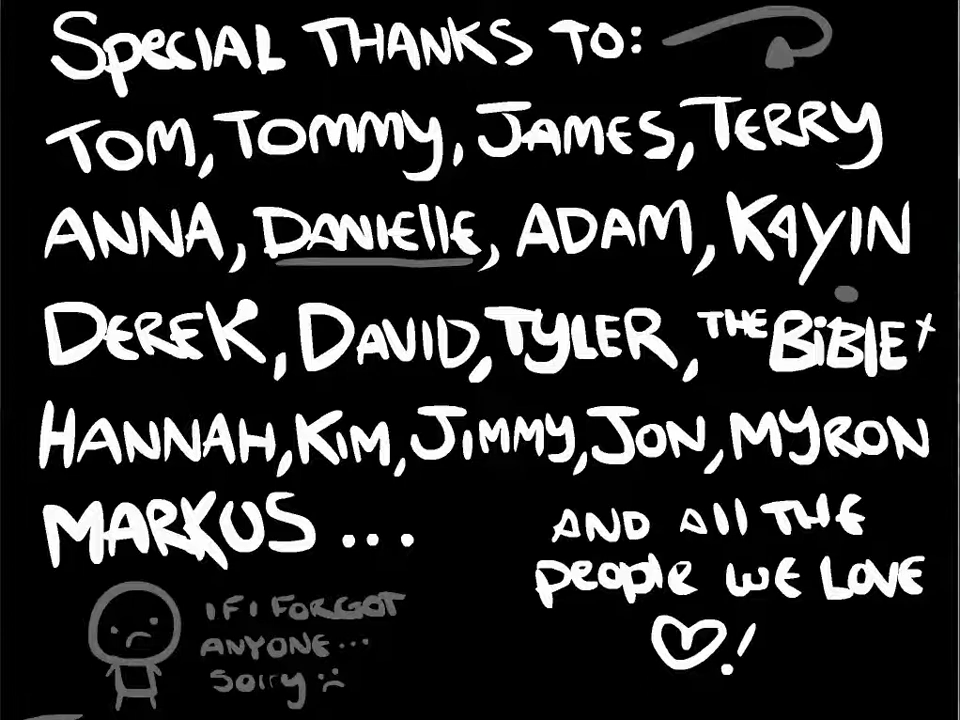 Special THANKS TO:
TOM, TOMMY, JAMES, TERRY
ANNA, DANIElle, ADAM, KAYIN
DEREK, DAVID, TYLER, THE BiBlE
HANNAH, KiM, JiMMY, JON, MYRON
MARKUS...
AND All THE
people WE LOVE
♡!
IF I FORGOT
ANYONE...
Sorry :(